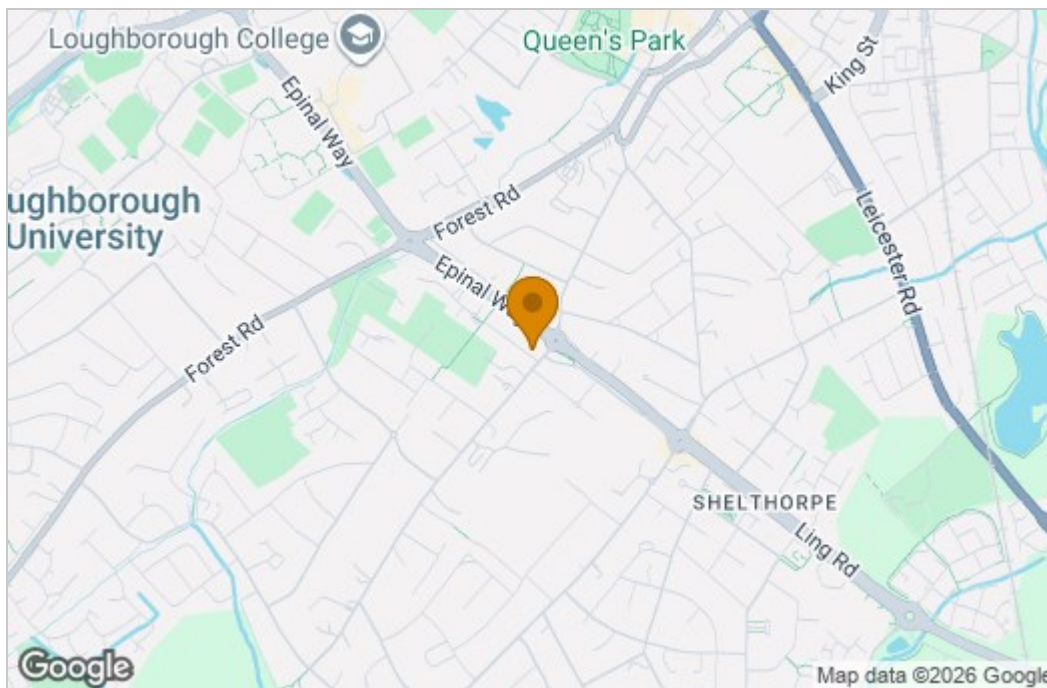 Loughborough College
Queen's Park
King St
Epinal Way
ughborough
University
Forest Rd
Leicester Rd
Epinal W
Forest Rd
SHELTHORPE
Ling Rd
Google
Map data ©2026 Google